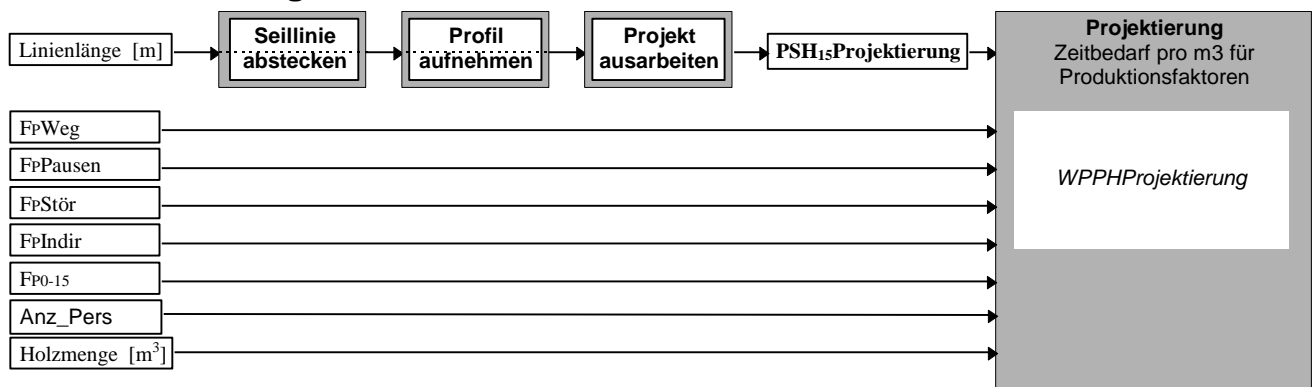 Linienlänge [m]
Seillinie
abstecken
Profil
aufnehmen
Projekt
ausarbeiten
PSH15Projektierung
Projektierung
Zeitbedarf pro m3 für
Produktionsfaktoren
WPPHProjektierung
FPWeg
FPPausen
FPStör
FPIndir
FP0-15
Anz_Pers
Holzmenge [m3]